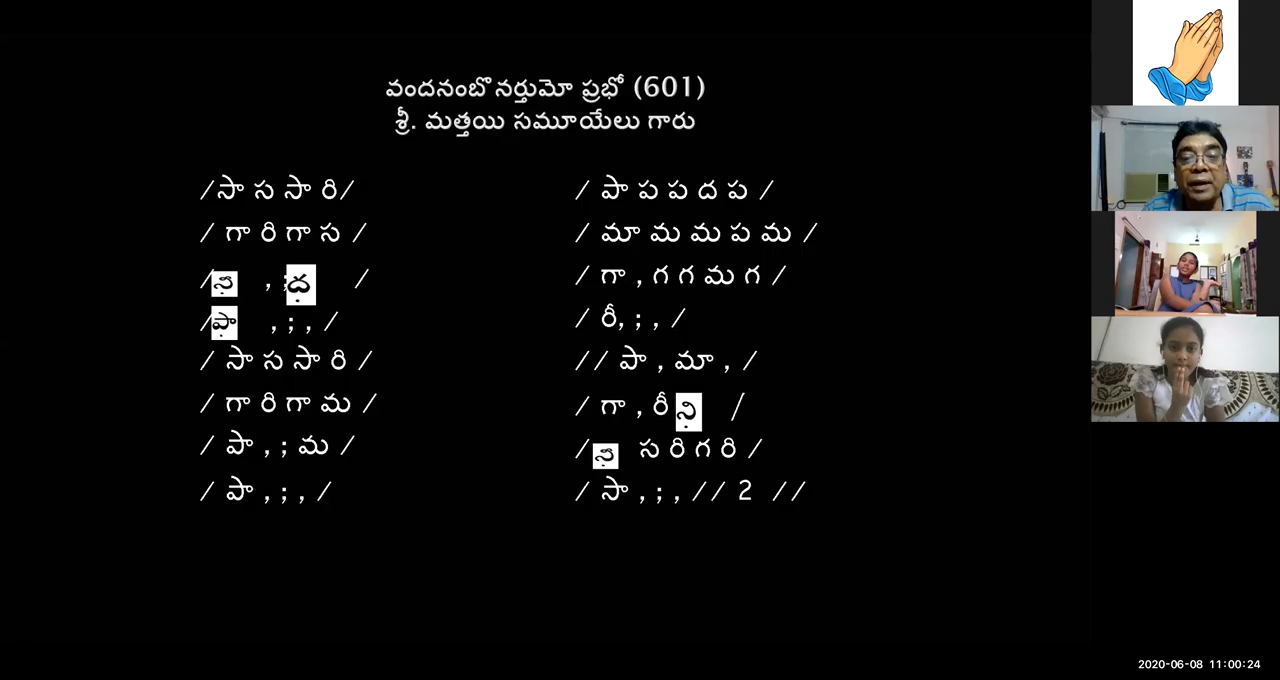 వందనంబొనర్తుమో ప్రభో (601)
శ్రీ. మత్తయి సమూయేలు గారు
/సా స సా రి/
/ గా రి గా స /
/నీ , ;ద /
/పా , ; , /
/ సా స సా రి /
/ గా రి గా మ /
/ పా , ; మ /
/ పా , ; , /
/ పా ప ప ద ప /
/ మా మ మ ప మ /
/ గా , గ గ మ గ /
/ రీ, ; , /
// పా , మా , /
/ గా , రీ ని /
/ నీ స రి గ రి /
/ సా , ; , // 2 //
2020-06-08 11:00:24